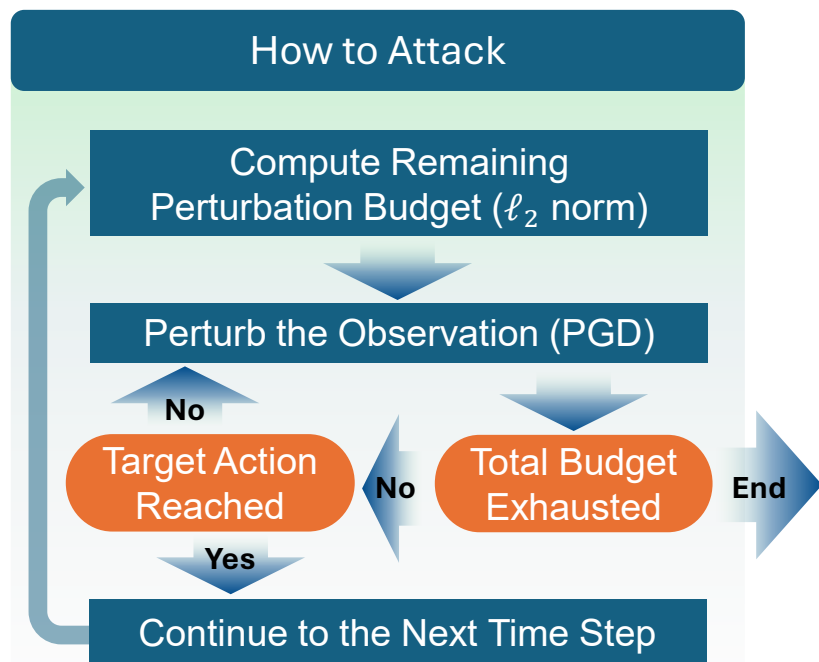 How to Attack
Compute Remaining
Perturbation Budget (ℓ₂ norm)
Perturb the Observation (PGD)
No
Target Action
Reached
No
Total Budget
Exhausted
End
Yes
Continue to the Next Time Step